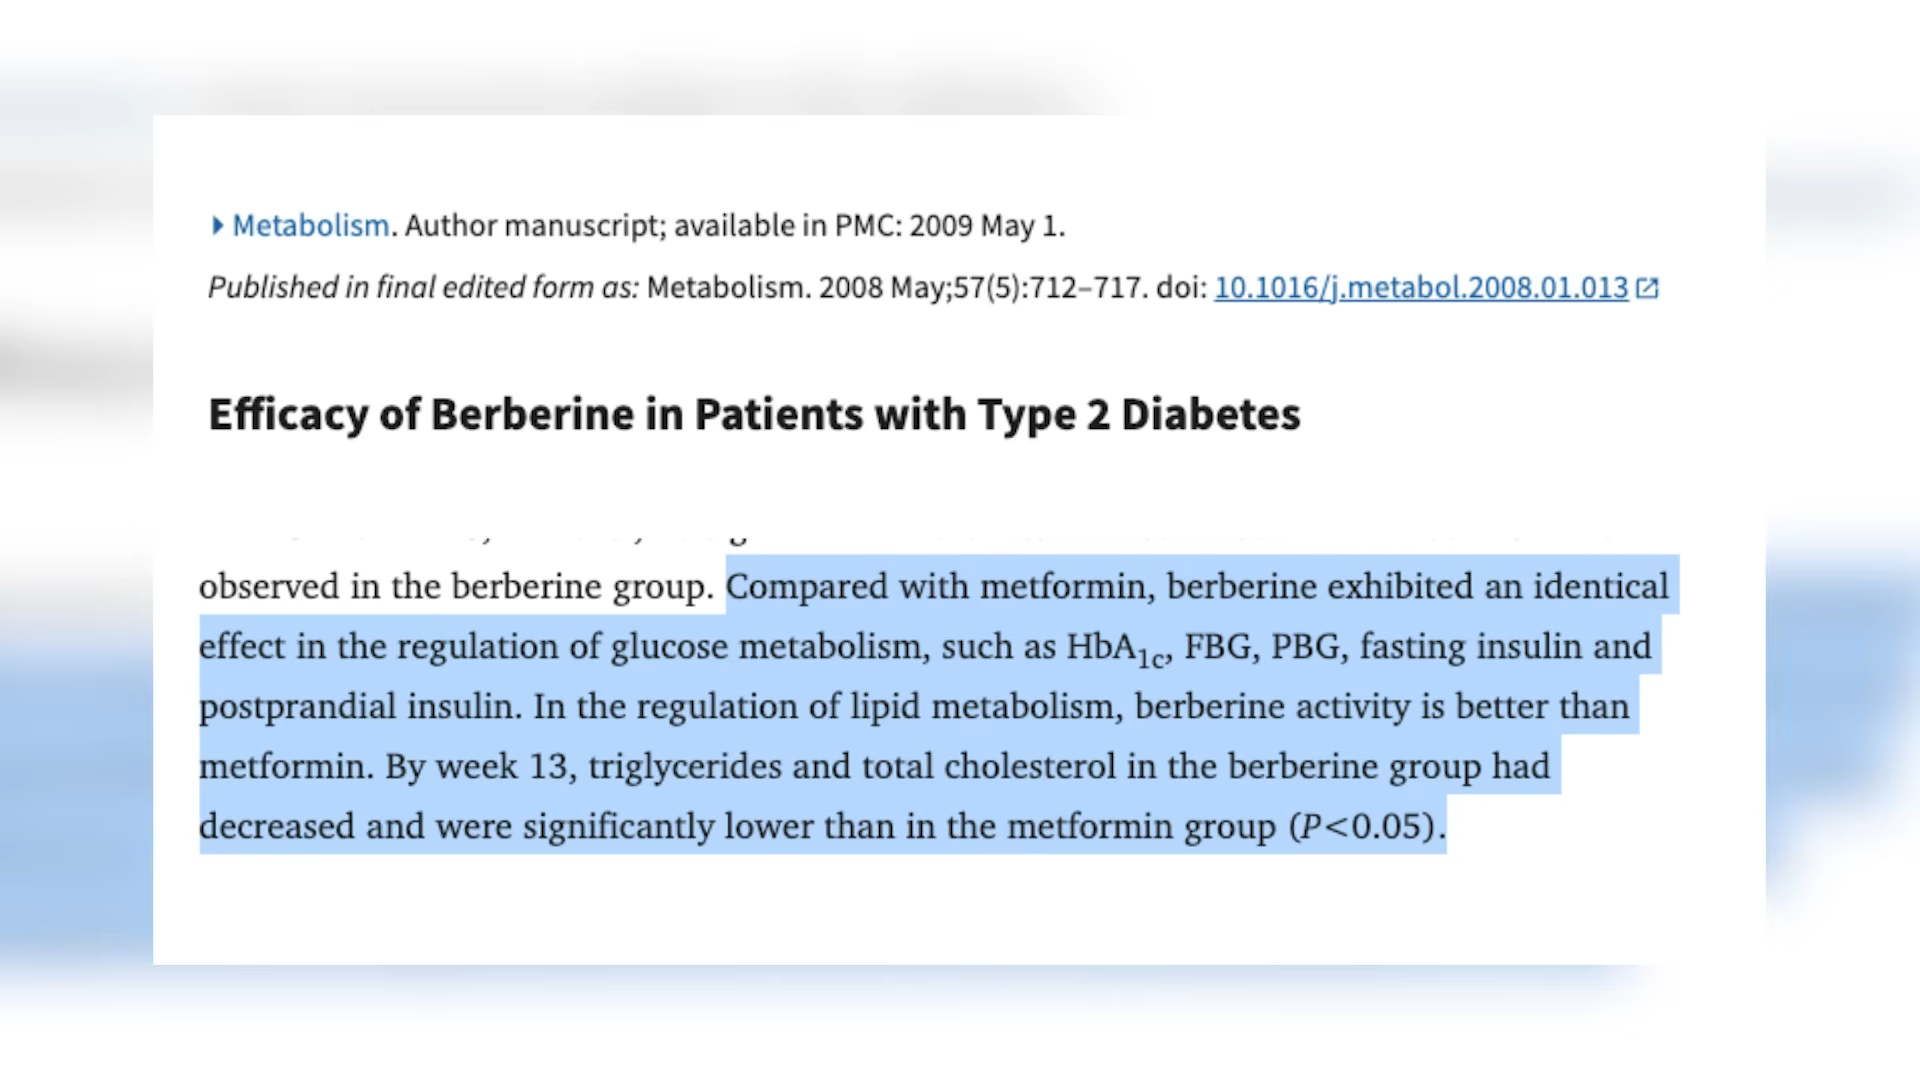 Metabolism. Author manuscript; available in PMC: 2009 May 1.
Published in final edited form as: Metabolism. 2008 May;57(5):712–717. doi: 10.1016/j.metabol.2008.01.013
Efficacy of Berberine in Patients with Type 2 Diabetes
observed in the berberine group. Compared with metformin, berberine exhibited an identical
effect in the regulation of glucose metabolism, such as HbA1c, FBG, PBG, fasting insulin and
postprandial insulin. In the regulation of lipid metabolism, berberine activity is better than
metformin. By week 13, triglycerides and total cholesterol in the berberine group had
decreased and were significantly lower than in the metformin group (P<0.05).